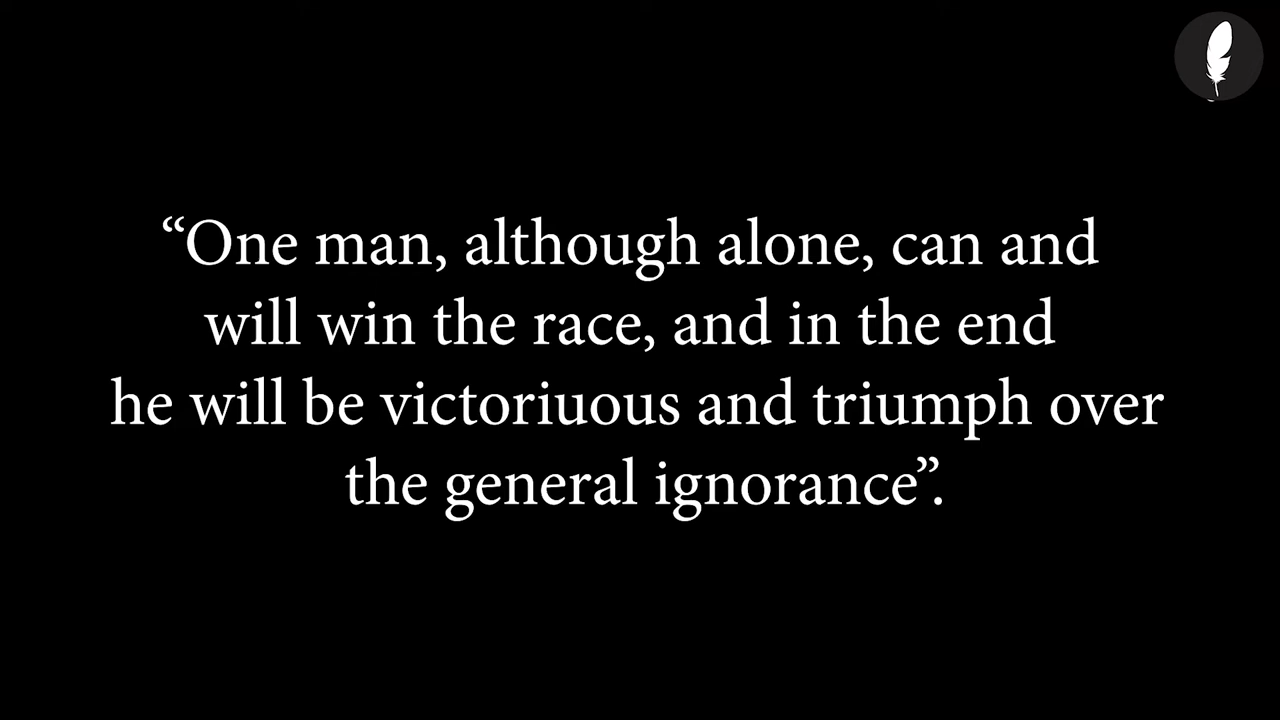 “One man, although alone, can and
will win the race, and in the end
he will be victoriuous and triumph over
the general ignorance”.